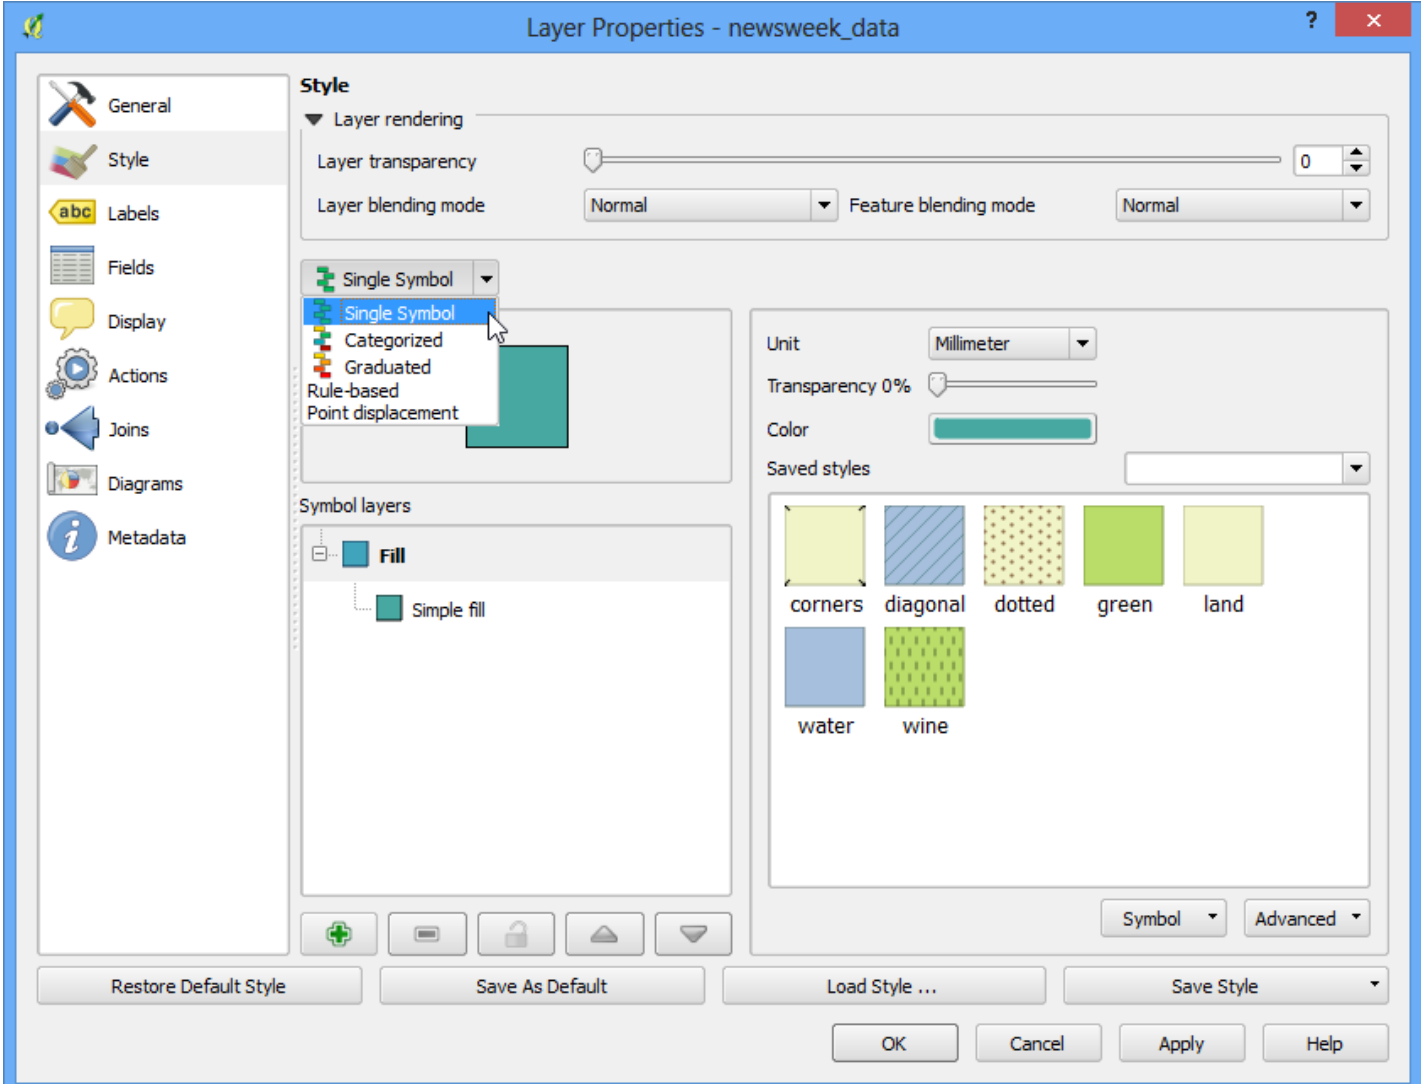 Layer Properties - newsweek_data
?
General
Style
Labels
Fields
Display
Actions
Joins
Diagrams
Metadata
Style
Layer rendering
Layer transparency
0
Layer blending mode
Normal
Feature blending mode
Normal
Single Symbol
Single Symbol
Categorized
Graduated
Rule-based
Point displacement
Symbol layers
Fill
Simple fill
Unit
Millimeter
Transparency 0%
Color
Saved styles
corners
diagonal
dotted
green
land
water
wine
Symbol
Advanced
Restore Default Style
Save As Default
Load Style ...
Save Style
OK
Cancel
Apply
Help
abc
i